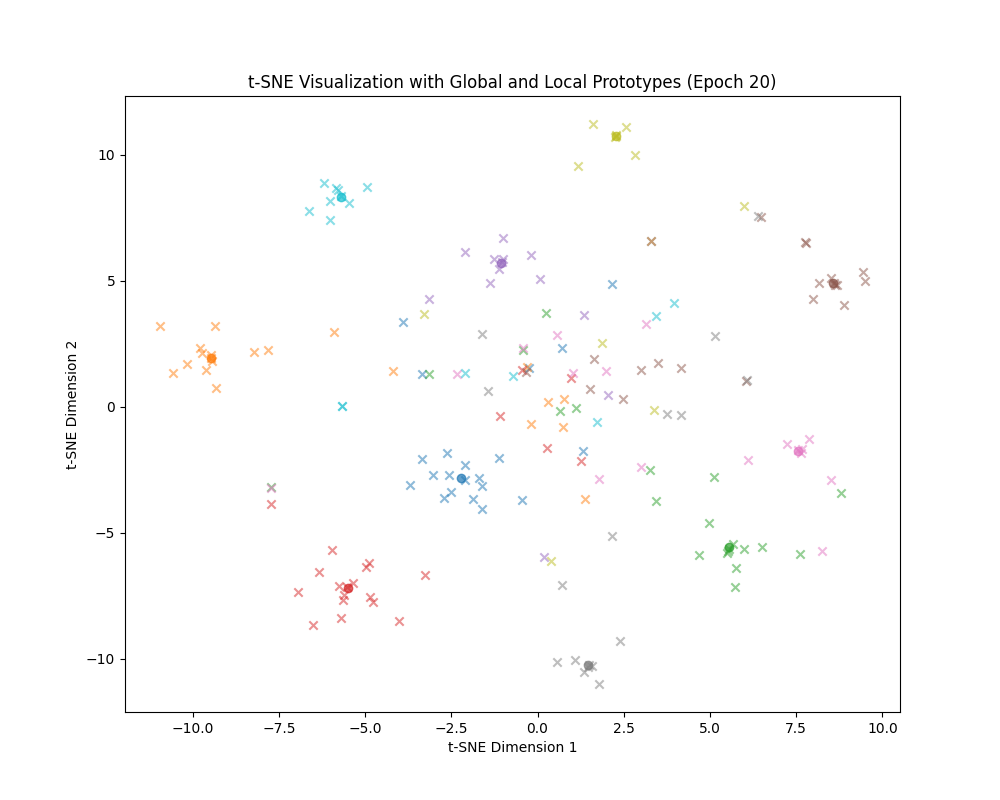 t-SNE Visualization with Global and Local Prototypes (Epoch 20)
10
5
0
−5
−10
t-SNE Dimension 2
−10.0 −7.5 −5.0 −2.5 0.0 2.5 5.0 7.5 10.0
t-SNE Dimension 1